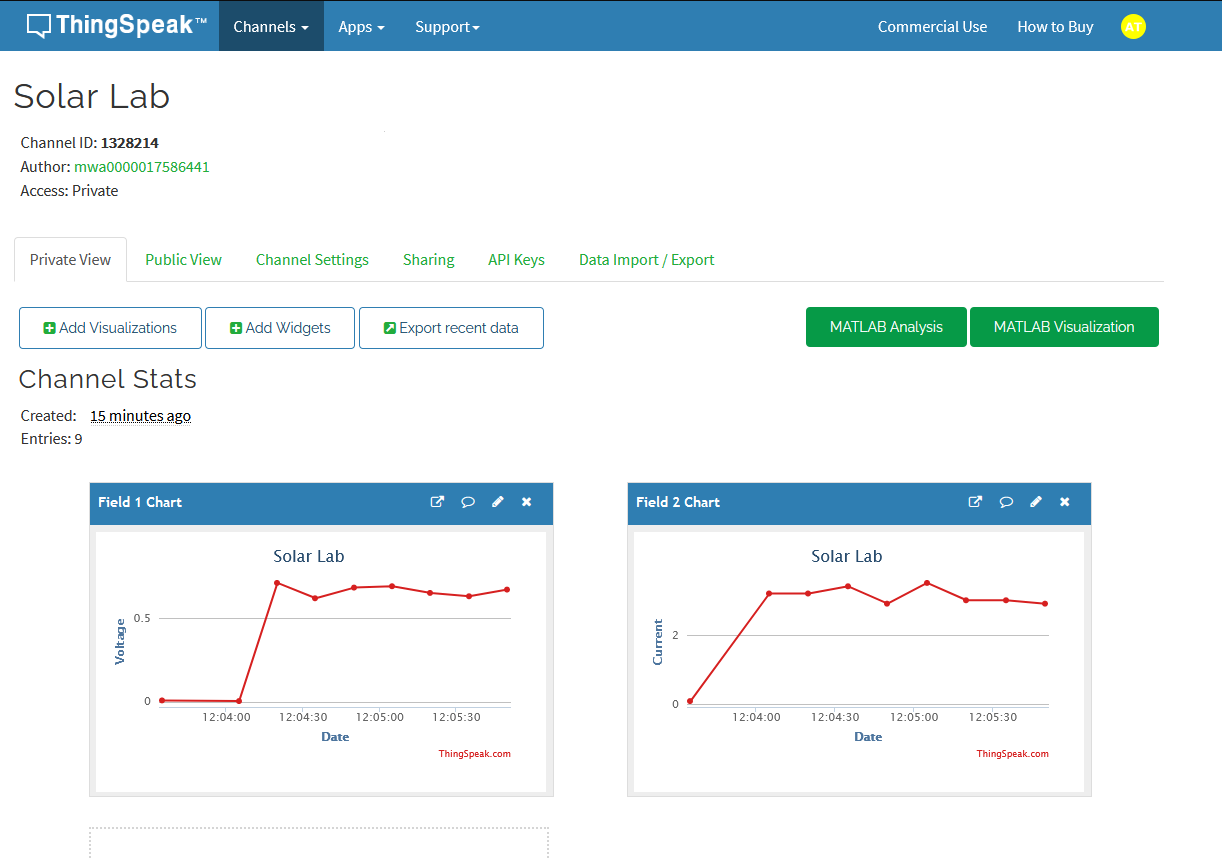 ThingSpeak™ Channels Apps Support Commercial Use How to Buy AT
Solar Lab
Channel ID: 1328214
Author: mwa0000017586441
Access: Private
Private View Public View Channel Settings Sharing API Keys Data Import / Export
Add Visualizations Add Widgets Export recent data MATLAB Analysis MATLAB Visualization
Channel Stats
Created: 15 minutes ago
Entries: 9
Field 1 Chart
Solar Lab
Voltage
0.5
0
12:04:00 12:04:30 12:05:00 12:05:30
Date
ThingSpeak.com
Field 2 Chart
Solar Lab
Current
2
0
12:04:00 12:04:30 12:05:00 12:05:30
Date
ThingSpeak.com